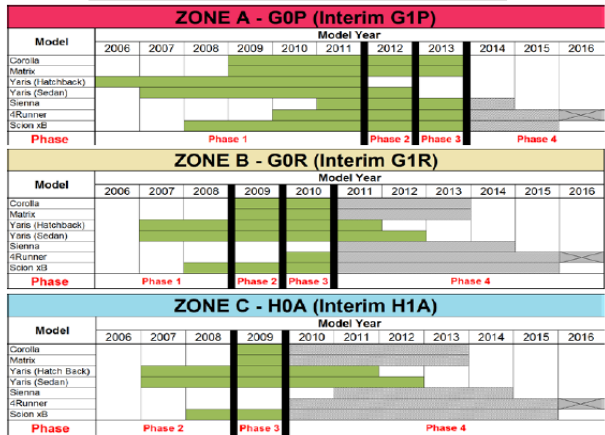 ZONE A - G0P (Interim G1P)
Model
Model Year
2006 2007 2008 2009 2010 2011 2012 2013 2014 2015 2016
Corolla
Matrix
Yaris (Hatchback)
Yaris (Sedan)
Sienna
4Runner
Scion xB
Phase Phase 1 Phase 2 Phase 3 Phase 4
ZONE B - G0R (Interim G1R)
Model
Model Year
2006 2007 2008 2009 2010 2011 2012 2013 2014 2015 2016
Corolla
Matrix
Yaris (Hatchback)
Yaris (Sedan)
Sienna
4Runner
Scion xB
Phase Phase 1 Phase 2 Phase 3 Phase 4
ZONE C - H0A (Interim H1A)
Model
Model Year
2006 2007 2008 2009 2010 2011 2012 2013 2014 2015 2016
Corolla
Matrix
Yaris (Hatch Back)
Yaris (Sedan)
Sienna
4Runner
Scion xB
Phase Phase 2 Phase 3 Phase 4